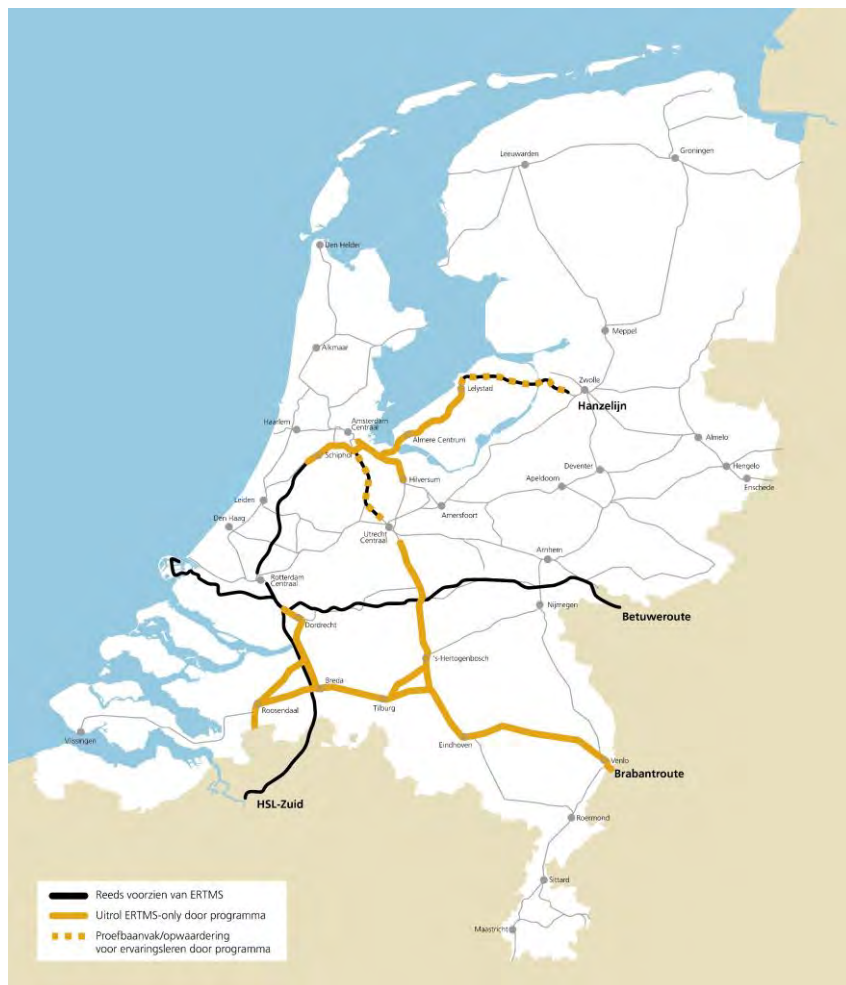 Leeuwarden
Groningen
Den Helder
Meppel
Alkmaar
Zwolle
Lelystad
Hanzelijn
Haarlem
Amsterdam
Centraal
Almere Centrum
Almelo
Schiphol
Hengelo
Deventer
Hilversum
Apeldoorn
Enschede
Leiden
Amersfoort
Den Haag
Utrecht
Centraal
Arnhem
Rotterdam
Centraal
Nijmegen
Betuweroute
Dordrecht
's-Hertogenbosch
Breda
Roosendaal
Tilburg
Vlissingen
Eindhoven
Venlo
Brabantroute
HSL-Zuid
Roermond
Sittard
Maastricht
Reeds voorzien van ERTMS
Uitrol ERTMS-only door programma
Proefbaanvak/opwaardering
voor ervaringsleren door programma